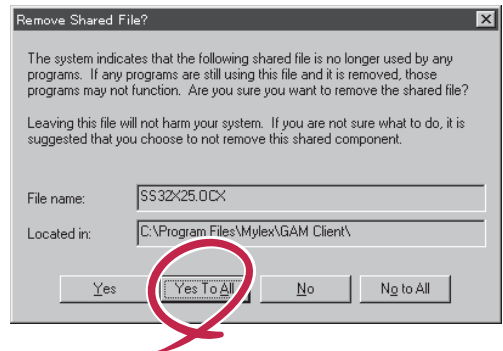 Remove Shared File?
The system indicates that the following shared file is no longer used by any
programs. If any programs are still using this file and it is removed, those
programs may not function. Are you sure you want to remove the shared file?
Leaving this file will not harm your system. If you are not sure what to do, it is
suggested that you choose to not remove this shared component.
File name: SS32X25.OCX
Located in: C:\Program Files\Mylex\GAM Client\
Yes Yes To All No No to All